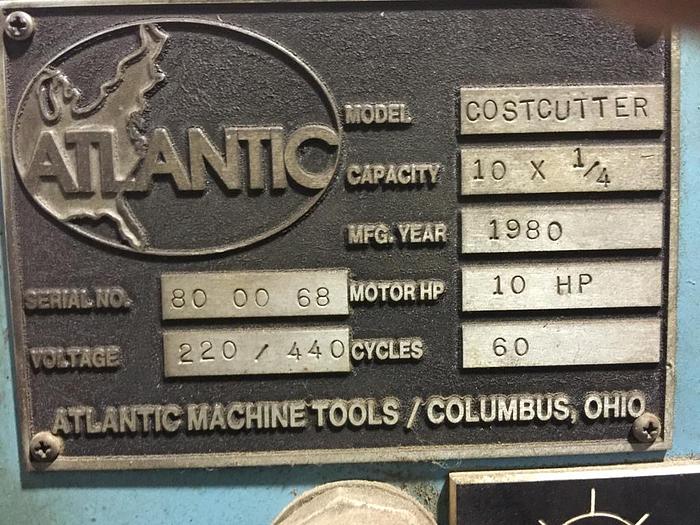 ATLANTIC
MODEL COSTCUTTER
CAPACITY 10 X 1/4
MFG. YEAR 1980
SERIAL NO. 80 00 68 MOTOR HP 10 HP
VOLTAGE 220 / 440 CYCLES 60
ATLANTIC MACHINE TOOLS / COLUMBUS, OHIO